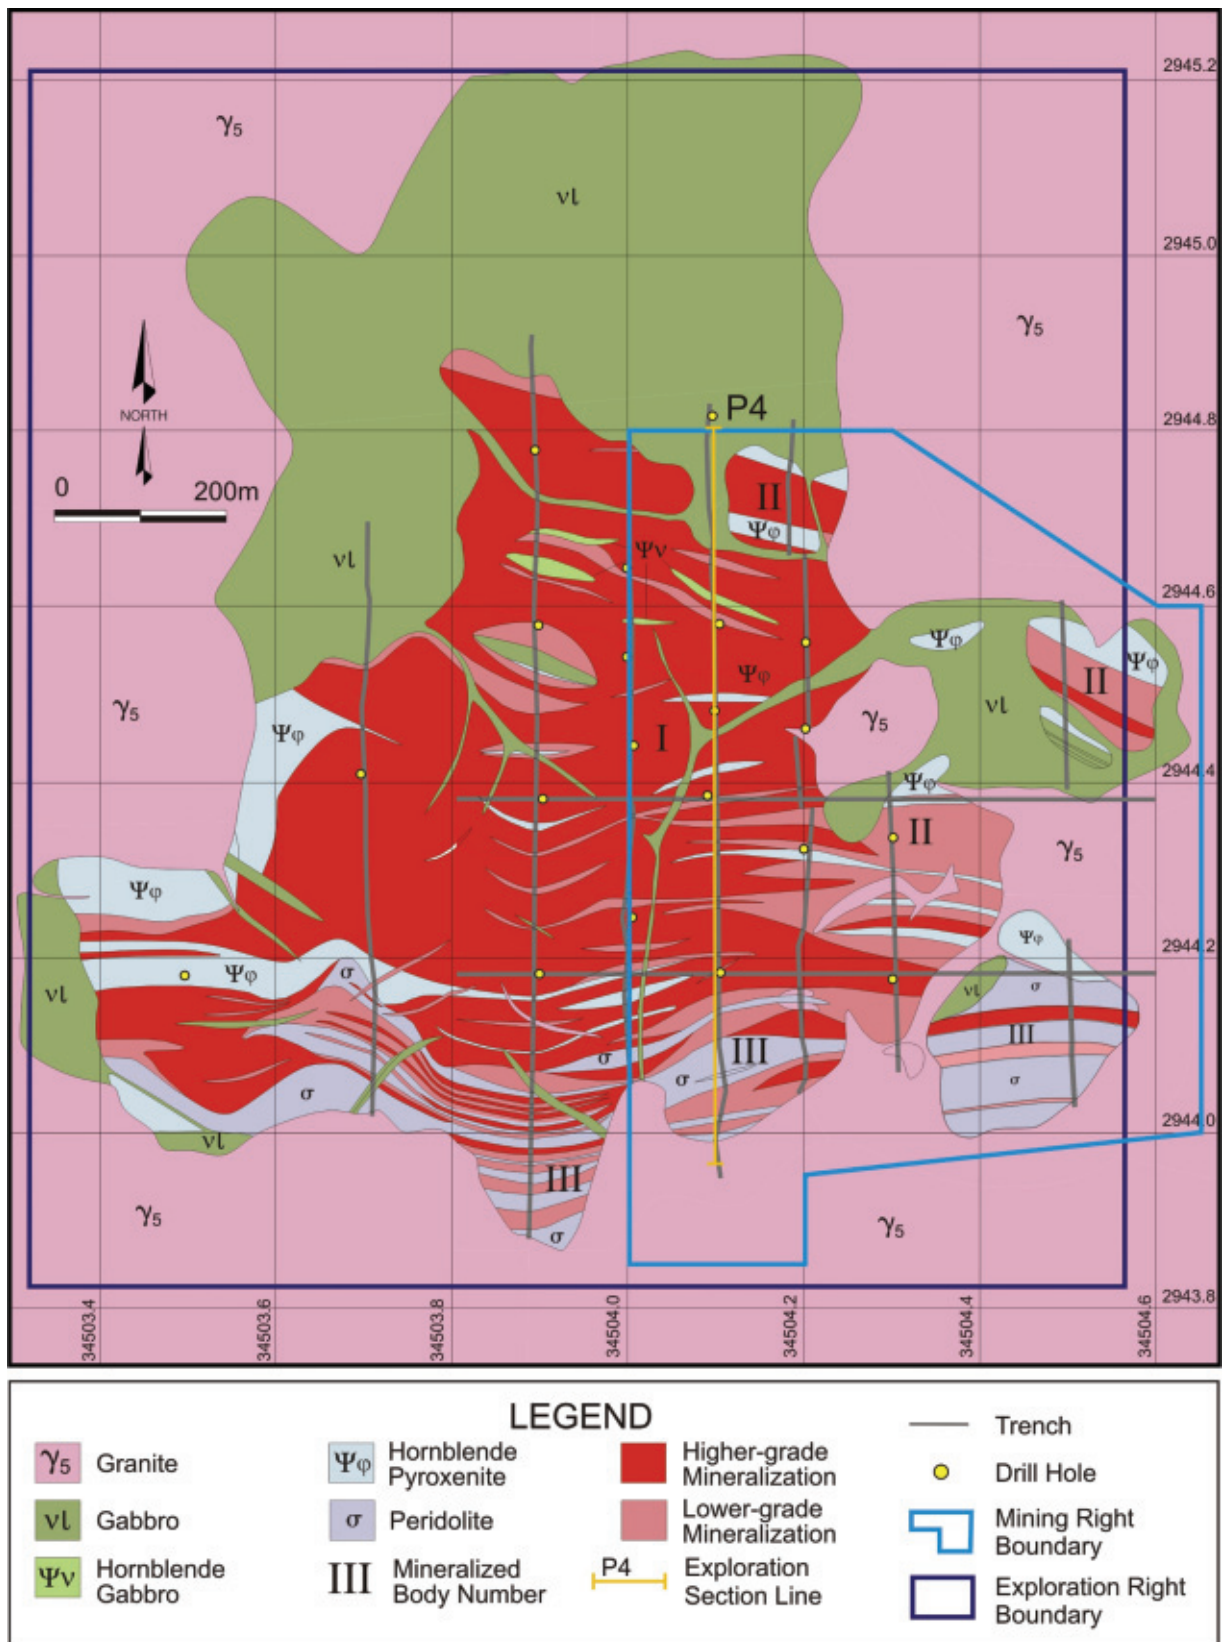 2945.2
γ5
νι
2945.0
γ5
NORTH
P4
2944.8
0 200m
II
Ψφ
Ψν
νι
2944.6
Ψφ
Ψφ
Ψφ
II
γ5
Ψφ
I
γ5
νι
2944.4
Ψφ
II
γ5
Ψφ
Ψφ
2944.2
σ
Ψφ
νι
νι
σ
III
III
σ
σ
σ
σ
2944.0
νι
III
γ5
γ5
σ
2943.8
34503.4
34503.6
34503.8
34504.0
34504.2
34504.4
34504.6
LEGEND
γ5 Granite
νι Gabbro
Ψν Hornblende
Gabbro
Ψφ Hornblende
Pyroxenite
σ Peridolite
III Mineralized
Body Number
Higher-grade
Mineralization
Lower-grade
Mineralization
P4 Exploration
Section Line
Trench
Drill Hole
Mining Right
Boundary
Exploration Right
Boundary